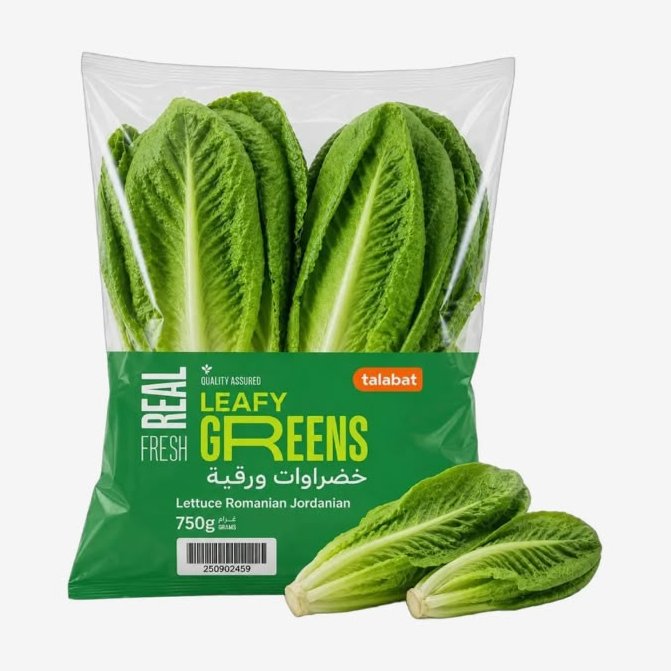 QUALITY ASSURED
talabat
REAL
FRESH
LEAFY
GREENS
خضراوات ورقية
Lettuce Romanian Jordanian
750g غرام GRAMS
250902459